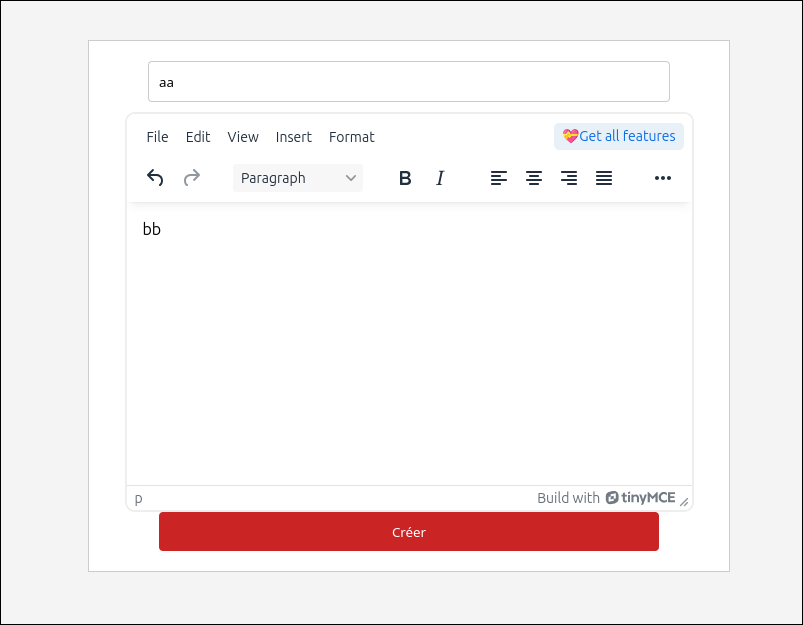 aa
File Edit View Insert Format 💝Get all features
Paragraph B I
bb
p Build with tinyMCE
Créer